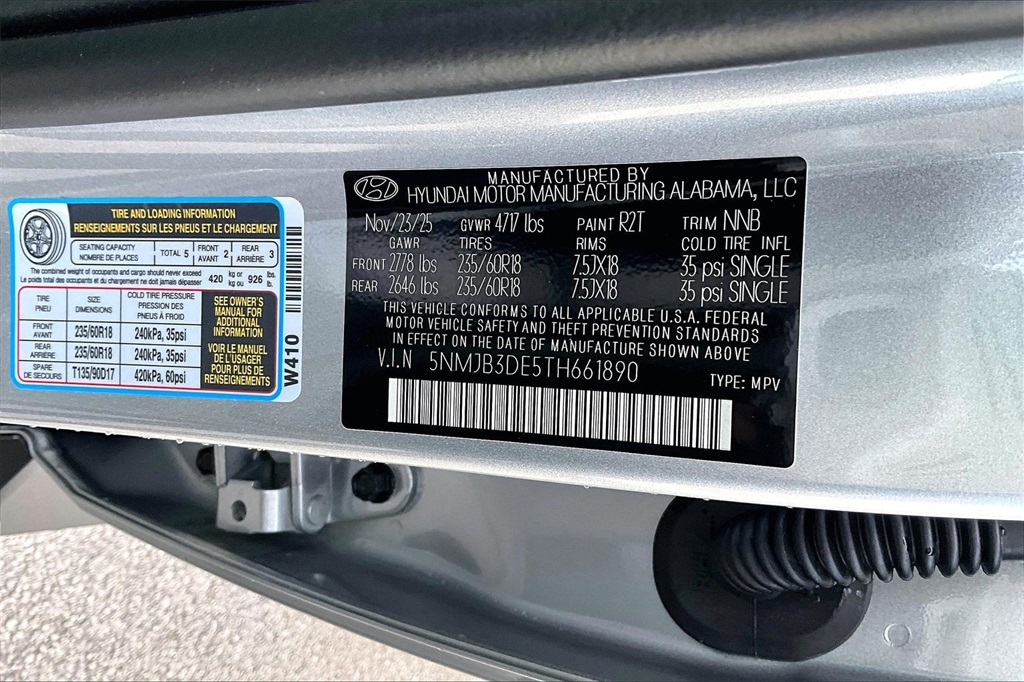 TIRE AND LOADING INFORMATION
RENSEIGNEMENTS SUR LES PNEUS ET LE CHARGEMENT
SEATING CAPACITY
NOMBRE DE PLACES
TOTAL 5
FRONT
AVANT 2
REAR
ARRIÈRE 3
The combined weight of occupants and cargo should never exceed
Le poids total des occupants et du chargement ne doit jamais dépasser
420 kg or
kg ou
926 lbs.
lb.
TIRE
PNEU
SIZE
DIMENSIONS
COLD TIRE PRESSURE
PRESSION DES
PNEUS À FROID
FRONT
AVANT
235/60R18
240kPa, 35psi
REAR
ARRIÈRE
235/60R18
240kPa, 35psi
SPARE
DE SECOURS
T135/90D17
420kPa, 60psi
SEE OWNER'S
MANUAL FOR
ADDITIONAL
INFORMATION
VOIR LE MANUEL
DE L'USAGER
POUR PLUS DE
RENSEIGNEMENTS
W410
MANUFACTURED BY
HYUNDAI MOTOR MANUFACTURING ALABAMA, LLC
Nov/23/25 GVWR 4717 lbs PAINT R2T TRIM NNB
GAWR TIRES RIMS COLD TIRE INFL
FRONT 2778 lbs 235/60R18 7.5JX18 35 psi SINGLE
REAR 2646 lbs 235/60R18 7.5JX18 35 psi SINGLE
THIS VEHICLE CONFORMS TO ALL APPLICABLE U.S.A. FEDERAL
MOTOR VEHICLE SAFETY AND THEFT PREVENTION STANDARDS
IN EFFECT ON THE DATE OF MANUFACTURE SHOWN ABOVE
V.I.N 5NMJB3DE5TH661890
TYPE: MPV